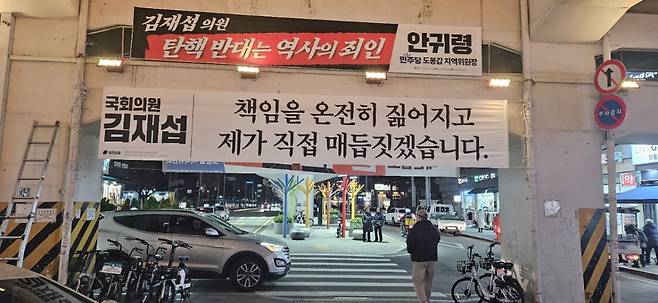 김재섭 의원
탄핵 반대는 역사의 죄인
안귀령
민주당 도봉갑 지역위원장
국회의원
김재섭
책임을 온전히 짊어지고
제가 직접 매듭짓겠습니다.